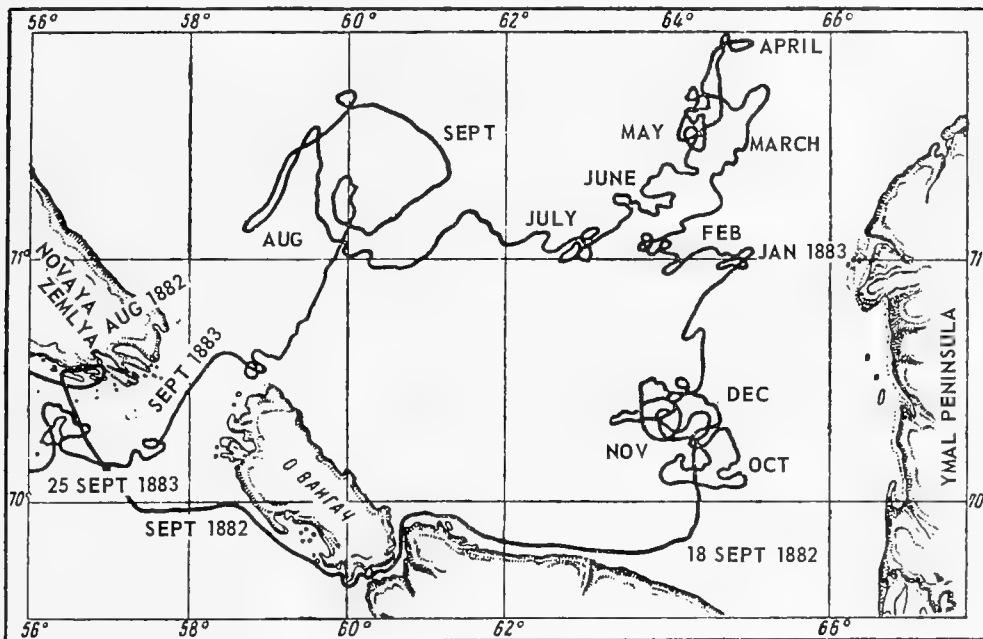 56° 58° 60° 62° 64° 66°
APRIL
SEPT
MAY
MARCH
JUNE
JULY
AUG
FEB
JAN 1883
71° 71
NOVAYA
ZEMLYA
AUG 1882
SEPT 1883
DEC
NOV
OCT
YMAL PENINSULA
О ВАЙГАЧ
25 SEPT 1883
70 70
SEPT 1882
18 SEPT 1882
56° 58° 60° 62° 64° 66°